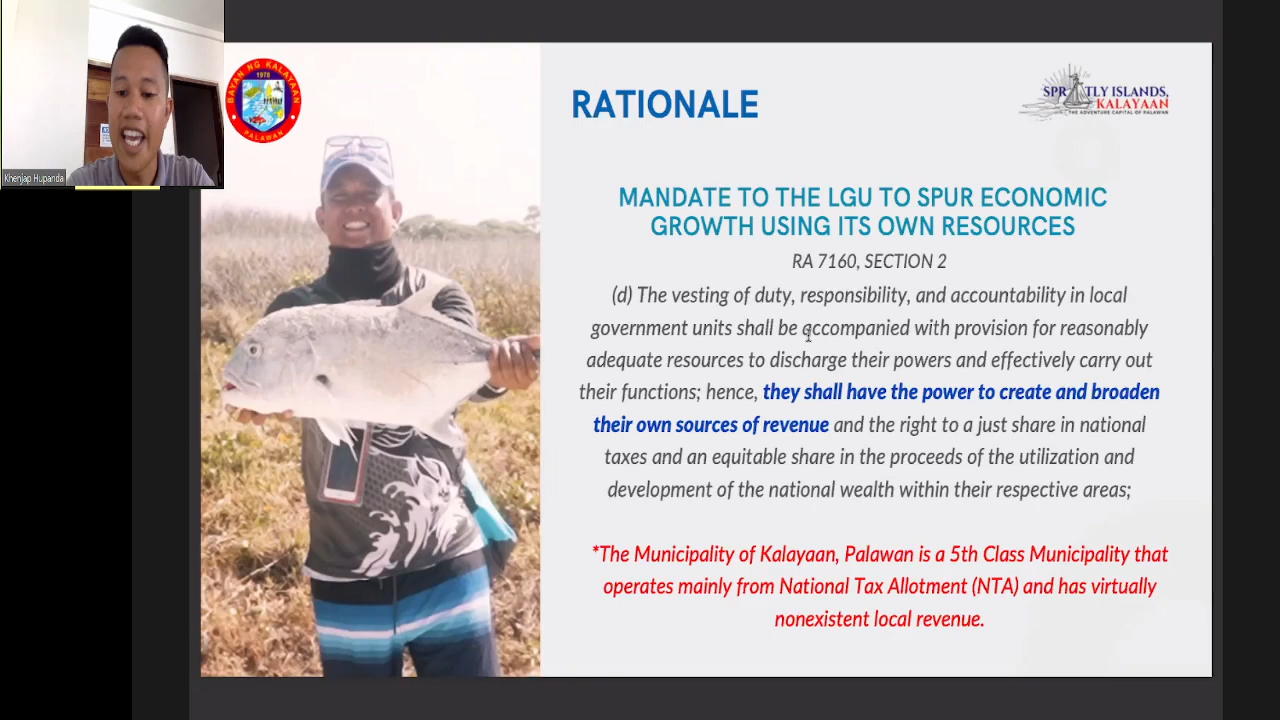 Khenjap Hupanda
BAYAN NG KALAYAAN
1978
PALAWAN
RATIONALE
SPRATLY ISLANDS,
KALAYAAN
THE ADVENTURE CAPITAL OF PALAWAN
MANDATE TO THE LGU TO SPUR ECONOMIC
GROWTH USING ITS OWN RESOURCES
RA 7160, SECTION 2
(d) The vesting of duty, responsibility, and accountability in local
government units shall be accompanied with provision for reasonably
adequate resources to discharge their powers and effectively carry out
their functions; hence, they shall have the power to create and broaden
their own sources of revenue and the right to a just share in national
taxes and an equitable share in the proceeds of the utilization and
development of the national wealth within their respective areas;
*The Municipality of Kalayaan, Palawan is a 5th Class Municipality that
operates mainly from National Tax Allotment (NTA) and has virtually
nonexistent local revenue.